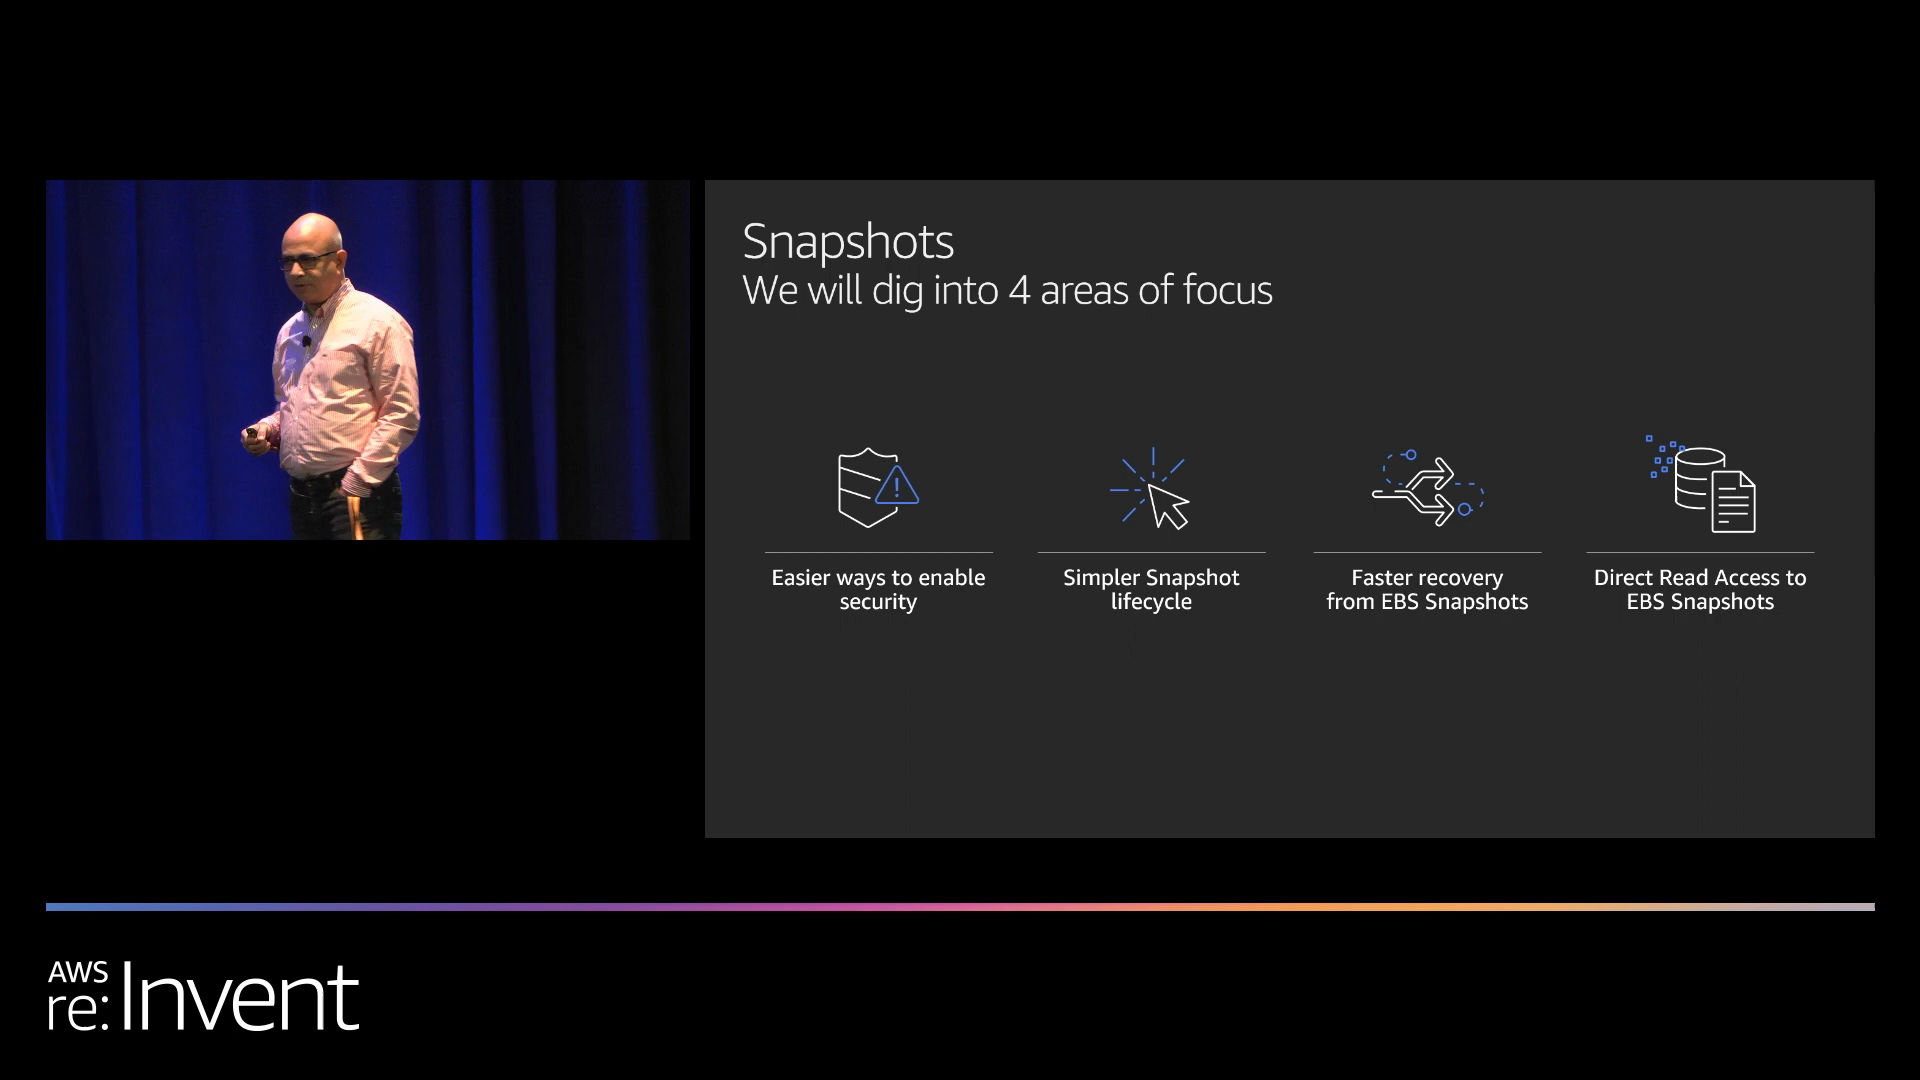 Snapshots
We will dig into 4 areas of focus
Easier ways to enable
security
Simpler Snapshot
lifecycle
Faster recovery
from EBS Snapshots
Direct Read Access to
EBS Snapshots
AWS
re:Invent